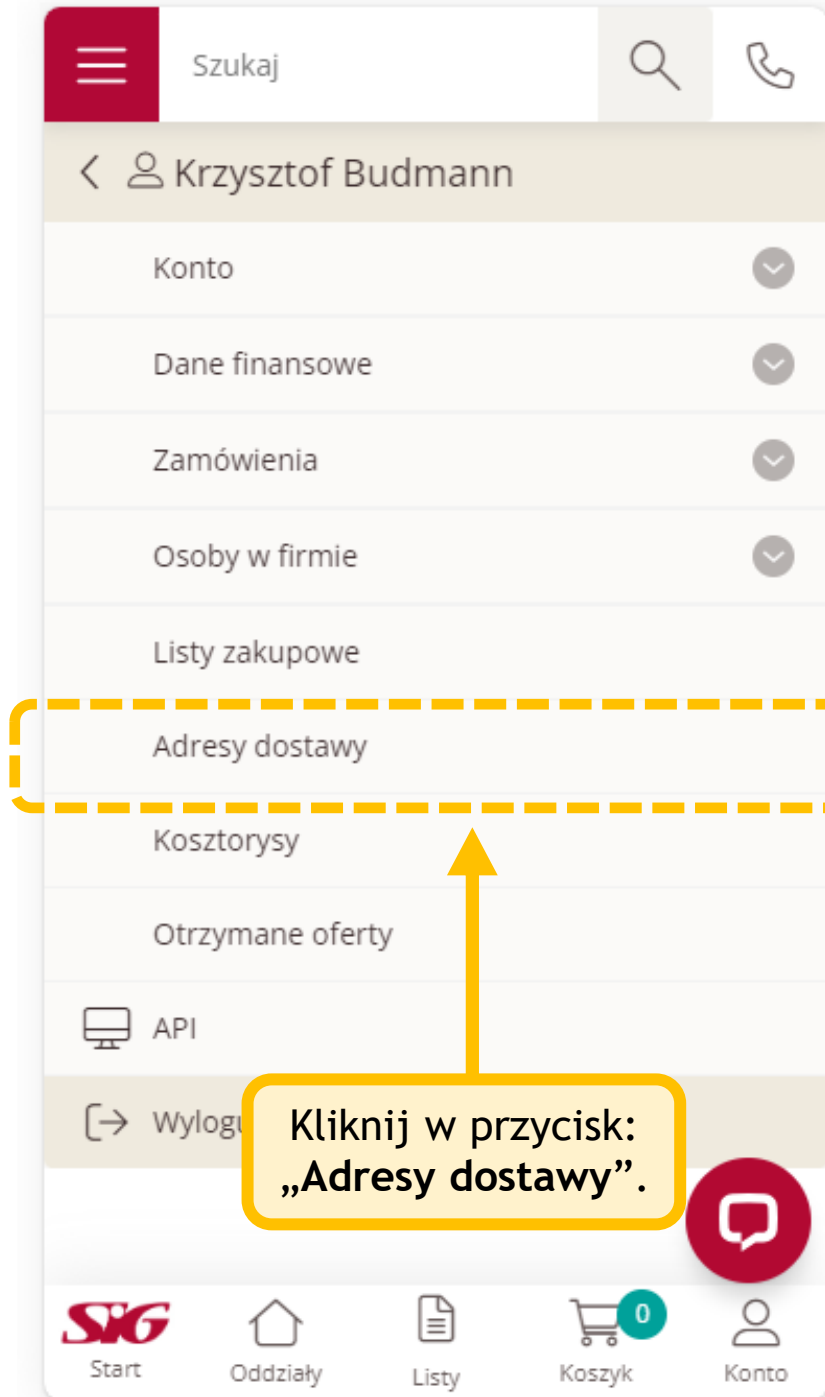 Szukaj
Krzysztof Budmann
Konto
Dane finansowe
Zamówienia
Osoby w firmie
Listy zakupowe
Adresy dostawy
Kosztorysy
Otrzymane oferty
API
Kliknij w przycisk:
„Adresy dostawy”.
SiG
0
Start
Oddziały
Listy
Koszyk
Konto